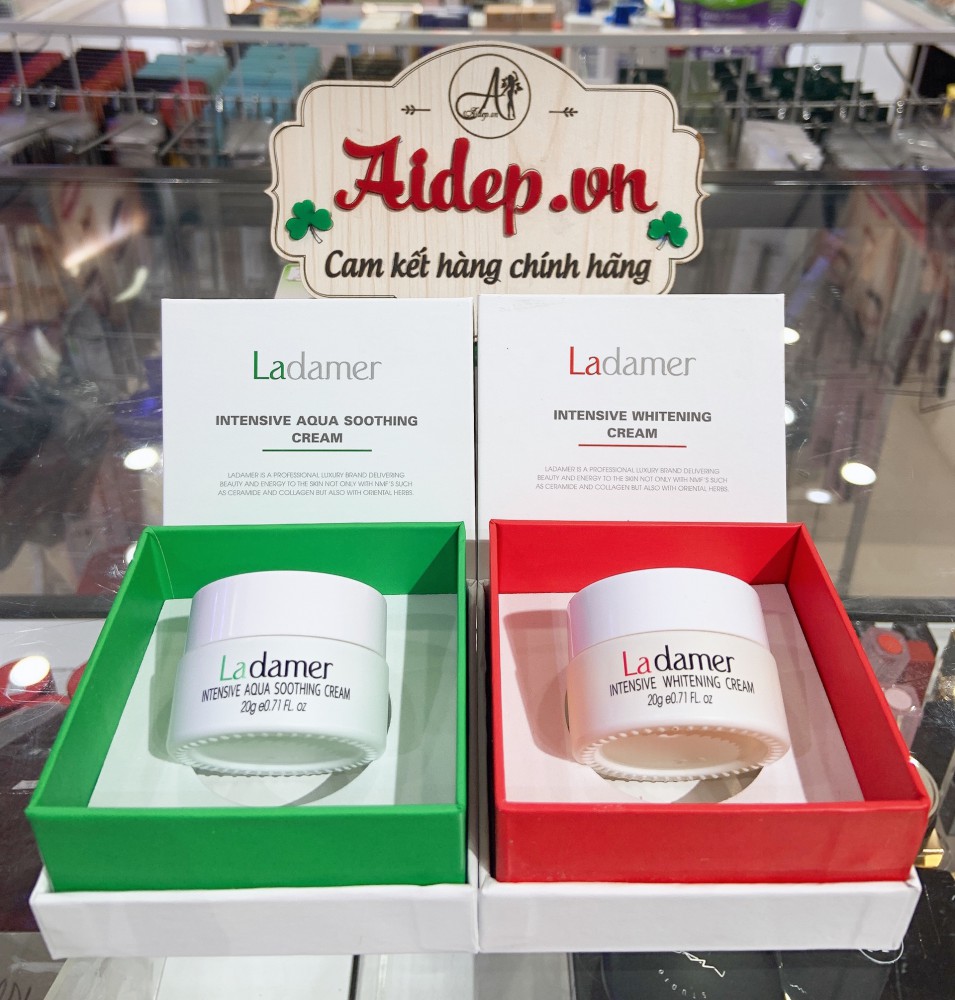 Aidep.vn
Aidep.vn
Cam kết hàng chính hãng
Ladamer
INTENSIVE AQUA SOOTHING
CREAM
LADAMER IS A PROFESSIONAL LUXURY BRAND DELIVERING
BEAUTY AND ENERGY TO THE SKIN NOT ONLY WITH NMF'S SUCH
AS CERAMIDE AND COLLAGEN BUT ALSO WITH ORIENTAL HERBS.
Ladamer
INTENSIVE WHITENING
CREAM
LADAMER IS A PROFESSIONAL LUXURY BRAND DELIVERING
BEAUTY AND ENERGY TO THE SKIN NOT ONLY WITH NMF'S SUCH
AS CERAMIDE AND COLLAGEN BUT ALSO WITH ORIENTAL HERBS.
Ladamer
INTENSIVE AQUA SOOTHING CREAM
20g e0.71 FL. oz
Ladamer
INTENSIVE WHITENING CREAM
20g e0.71 FL. oz
STUDIO